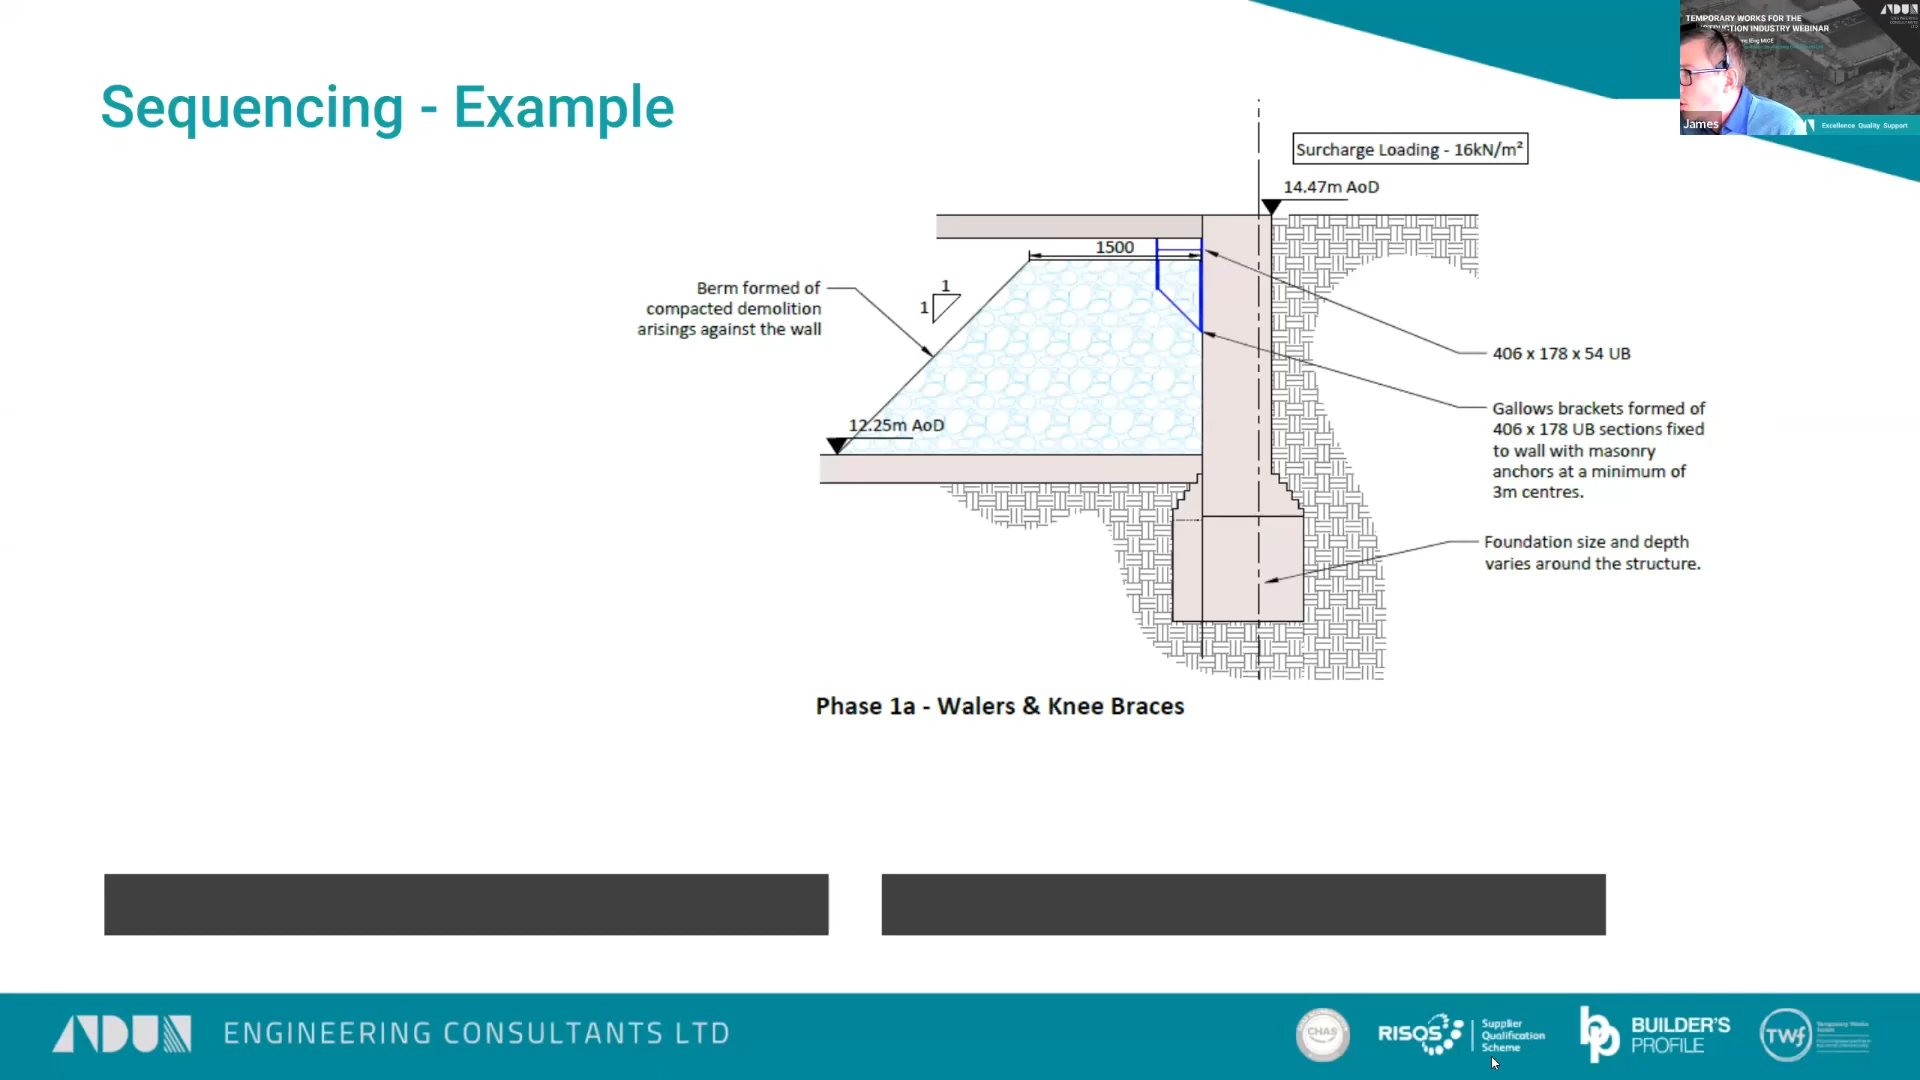 Sequencing - Example
TEMPORARY WORKS FOR THE
INDUSTRY WEBINAR
James
Excellence Quality Support
ADUN
Surcharge Loading - 16kN/m²
14.47m AoD
1500
1
1
Berm formed of
compacted demolition
arisings against the wall
406 x 178 x 54 UB
Gallows brackets formed of
406 x 178 UB sections fixed
to wall with masonry
anchors at a minimum of
3m centres.
12.25m AoD
Foundation size and depth
varies around the structure.
Phase 1a - Walers & Knee Braces
ADUN ENGINEERING CONSULTANTS LTD
CHAS
RISQS
Supplier
Qualification
Scheme
bp
BUILDER'S
PROFILE
TWf